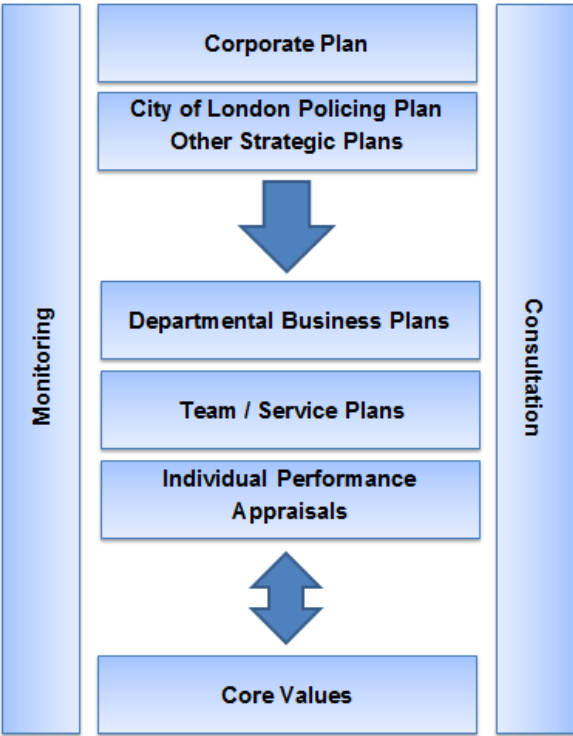 Corporate Plan
City of London Policing Plan
Other Strategic Plans
Departmental Business Plans
Team / Service Plans
Individual Performance
Appraisals
Core Values
Monitoring
Consultation